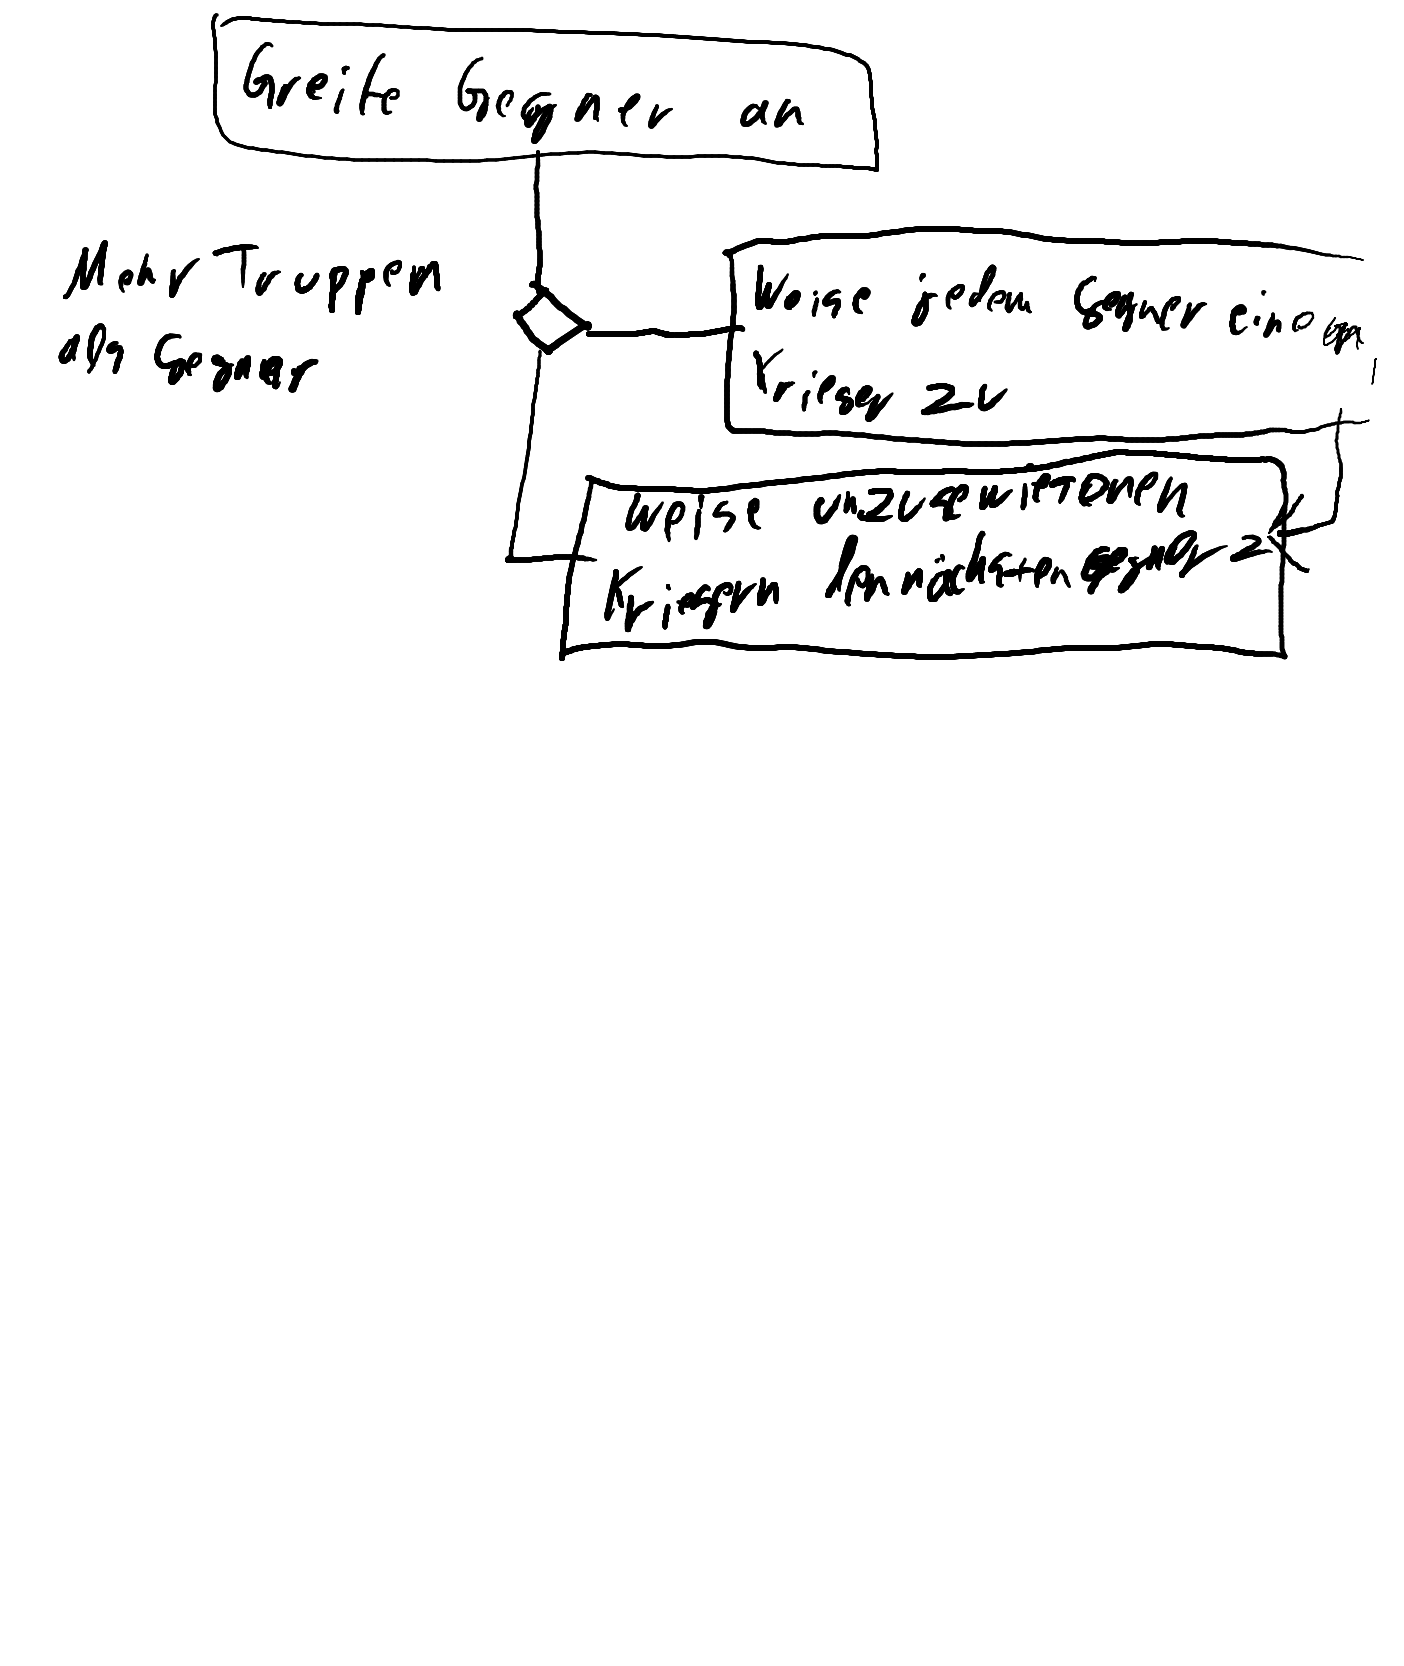 Greife Gegner an
Mehr Truppen
als Gegner
Weise jedem Gegner einen
Krieger zu
Weise unzugewiesenen
Kriegern den nächsten Gegner z